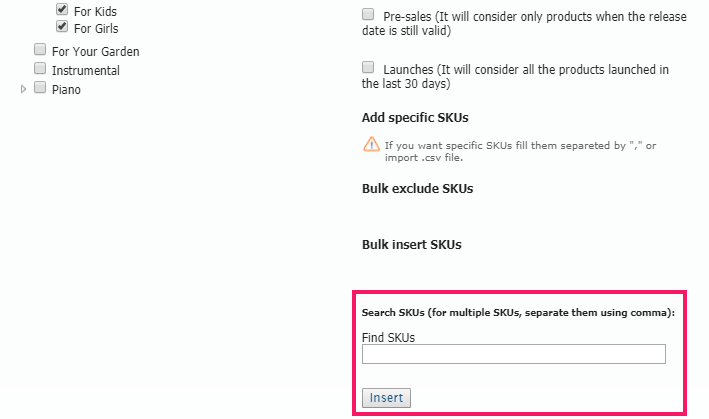 For Kids
For Girls
For Your Garden
Instrumental
Piano
Pre-sales (It will consider only products when the release
date is still valid)
Launches (It will consider all the products launched in
the last 30 days)
Add specific SKUs
If you want specific SKUs fill them separeted by "," or
import .csv file.
Bulk exclude SKUs
Bulk insert SKUs
Search SKUs (for multiple SKUs, separate them using comma):
Find SKUs
Insert